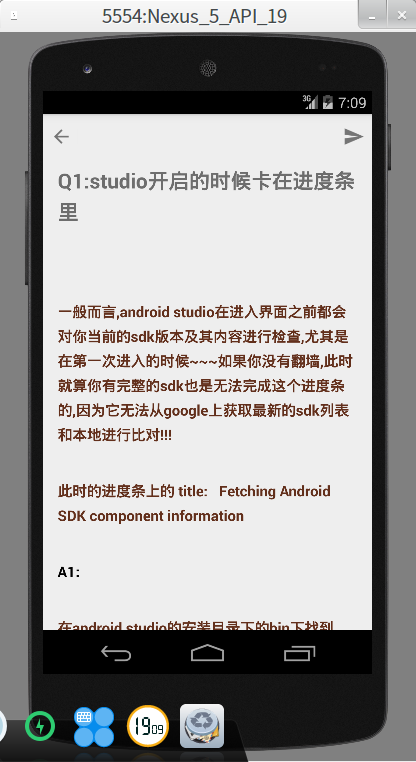 5554:Nexus_5_API_19
3G 7:09
Q1:studio开启的时候卡在进度条
里
一般而言,android studio在进入界面之前都会
对你当前的sdk版本及其内容进行检查,尤其是
在第一次进入的时候~~~如果你没有翻墙,此时
就算你有完整的sdk也是无法完成这个进度条
的,因为它无法从google上获取最新的sdk列表
和本地进行比对!!!
此时的进度条上的 title:   Fetching Android
SDK component information
A1:
在android studio的安装目录下的bin下找到
19 09